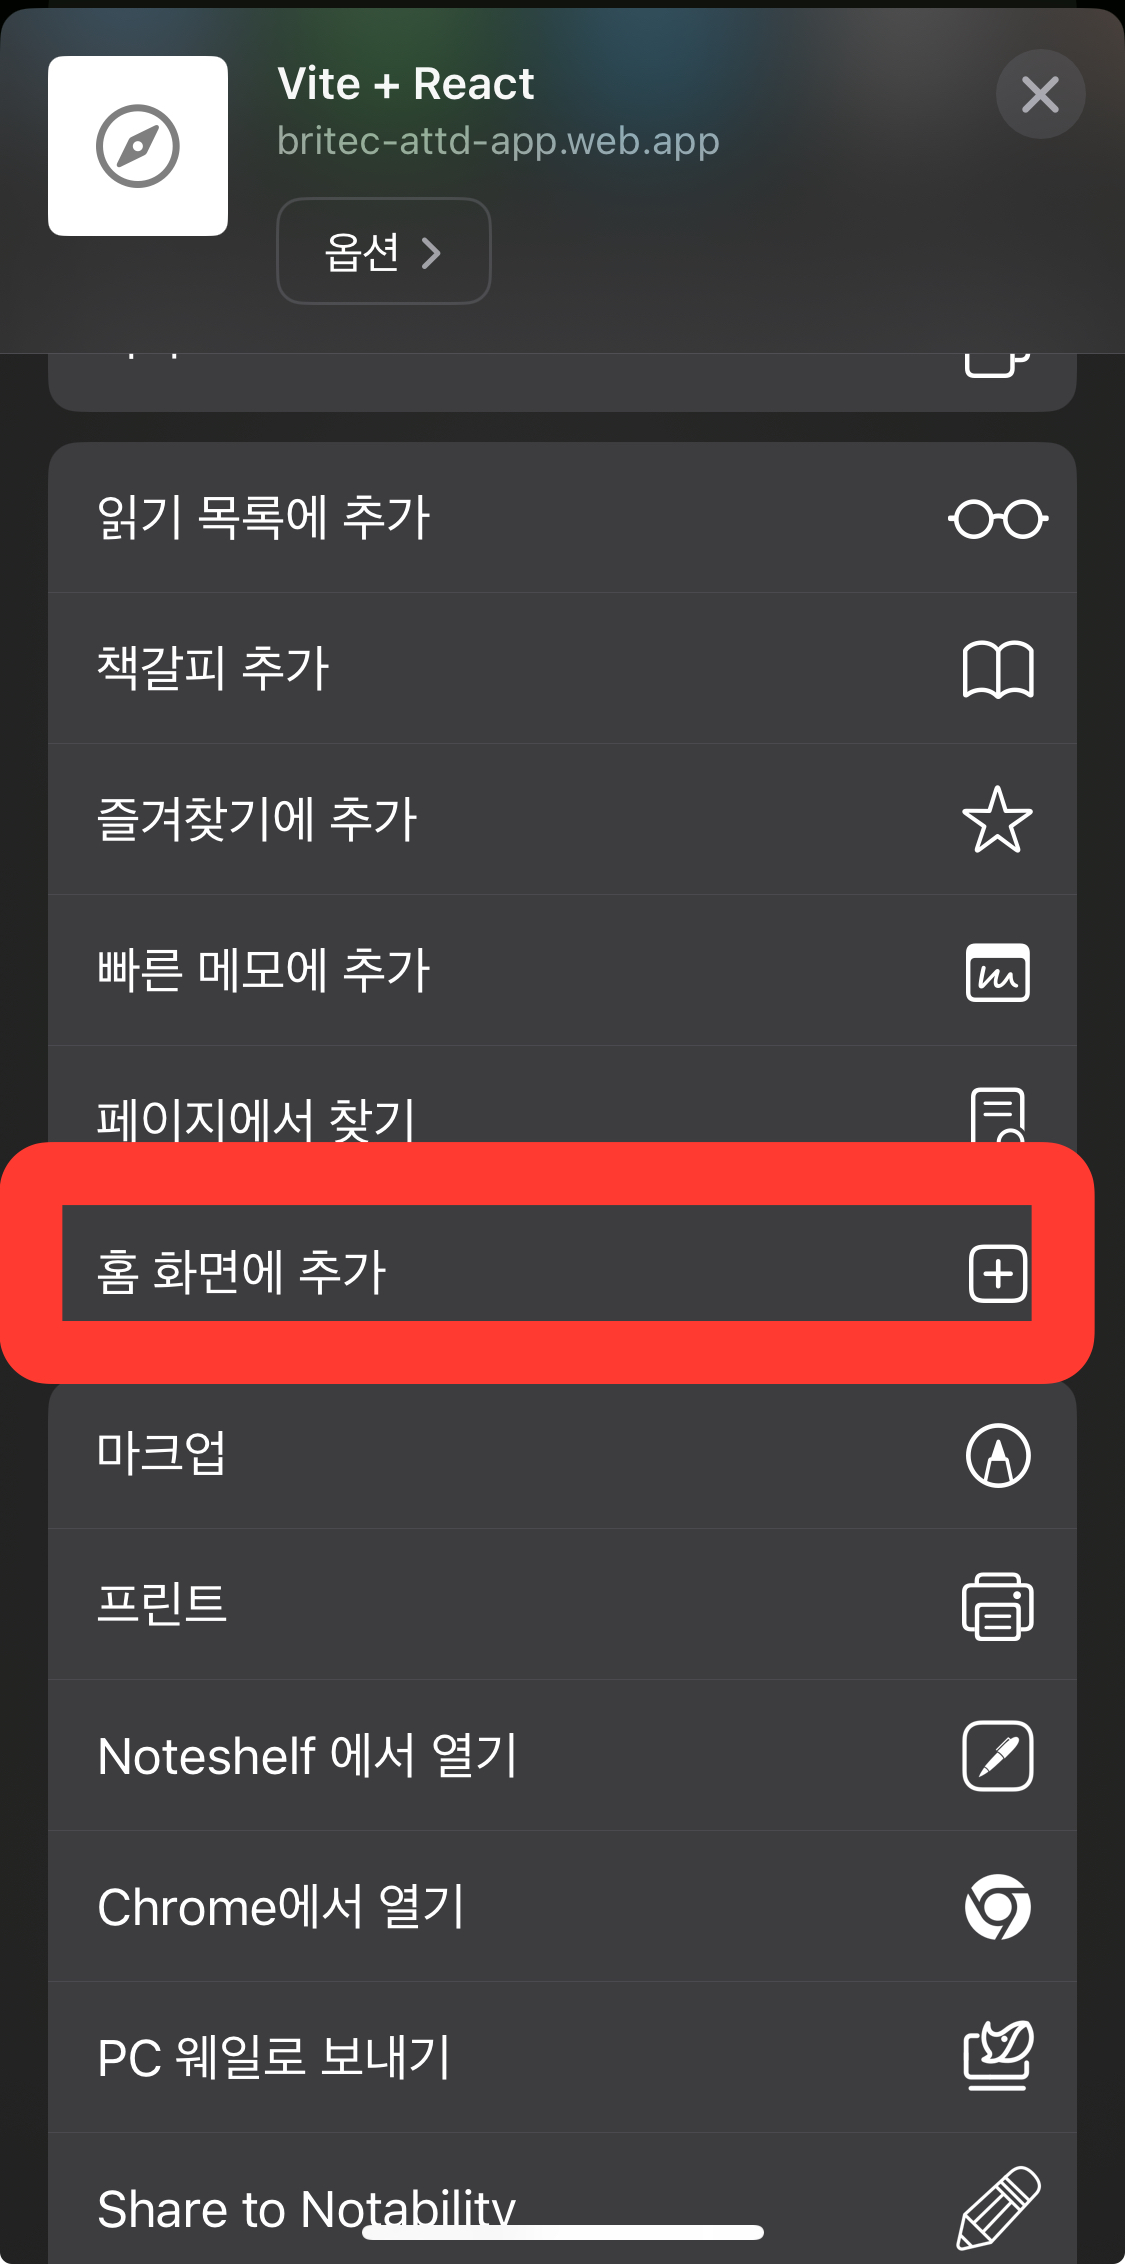 Vite + React
britec-attd-app.web.app
옵션
읽기 목록에 추가
책갈피 추가
즐겨찾기에 추가
빠른 메모에 추가
페이지에서 찾기
홈 화면에 추가
마크업
프린트
Noteshelf 에서 열기
Chrome에서 열기
PC 웨일로 보내기
Share to Notability